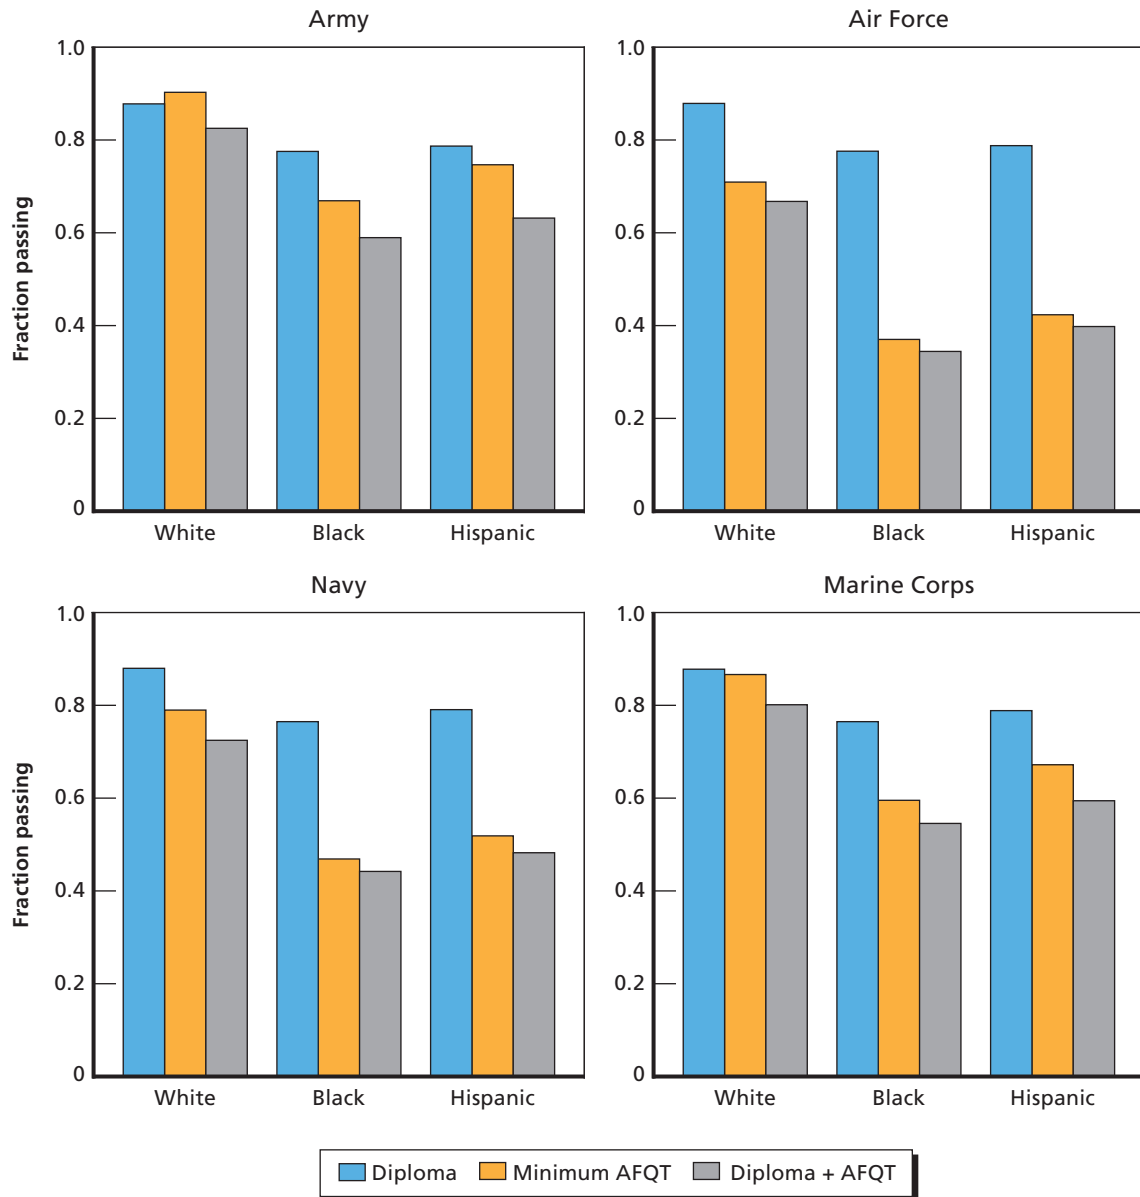 Army
1.0
0.8
0.6
0.4
0.2
0
Fraction passing
White Black Hispanic
Air Force
1.0
0.8
0.6
0.4
0.2
0
White Black Hispanic
Navy
1.0
0.8
0.6
0.4
0.2
0
Fraction passing
White Black Hispanic
Marine Corps
1.0
0.8
0.6
0.4
0.2
0
White Black Hispanic
Diploma Minimum AFQT Diploma + AFQT